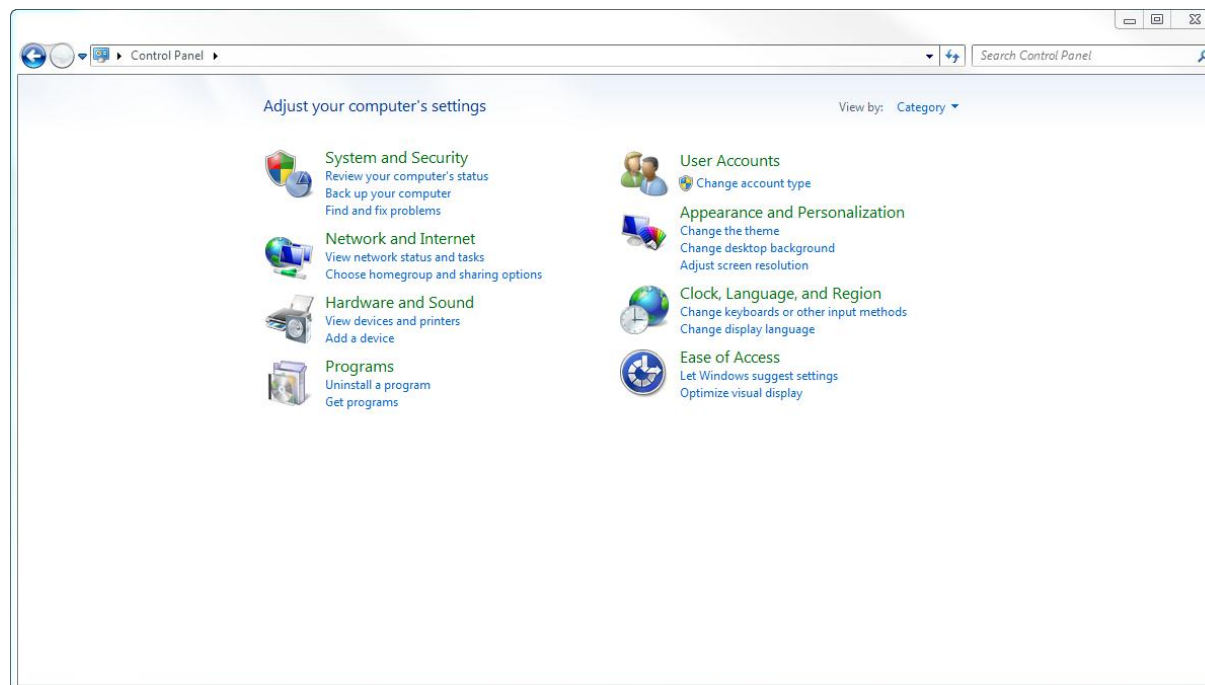 Control Panel
Search Control Panel
Adjust your computer's settings
View by: Category
System and Security
Review your computer's status
Back up your computer
Find and fix problems
Network and Internet
View network status and tasks
Choose homegroup and sharing options
Hardware and Sound
View devices and printers
Add a device
Programs
Uninstall a program
Get programs
User Accounts
Change account type
Appearance and Personalization
Change the theme
Change desktop background
Adjust screen resolution
Clock, Language, and Region
Change keyboards or other input methods
Change display language
Ease of Access
Let Windows suggest settings
Optimize visual display